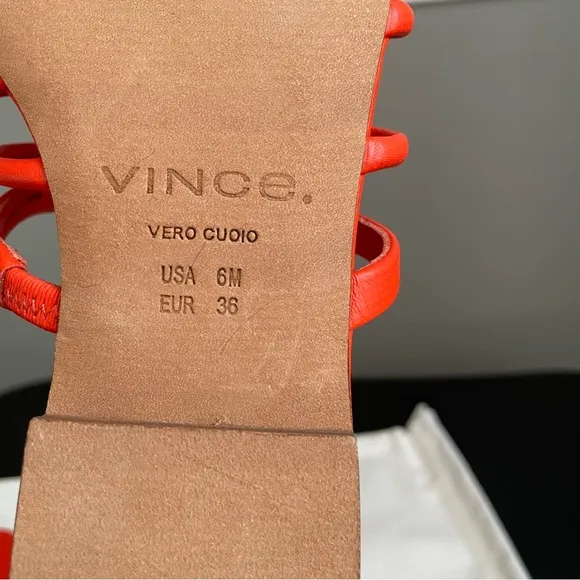 VINCe.
VERO CUOIO
USA 6M
EUR 36